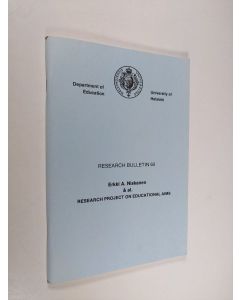 Department of
Education
University of
Helsinki
RESEARCH BULLETIN 60
Erkki A. Niskanen
& al.
RESEARCH PROJECT ON EDUCATIONAL AIMS